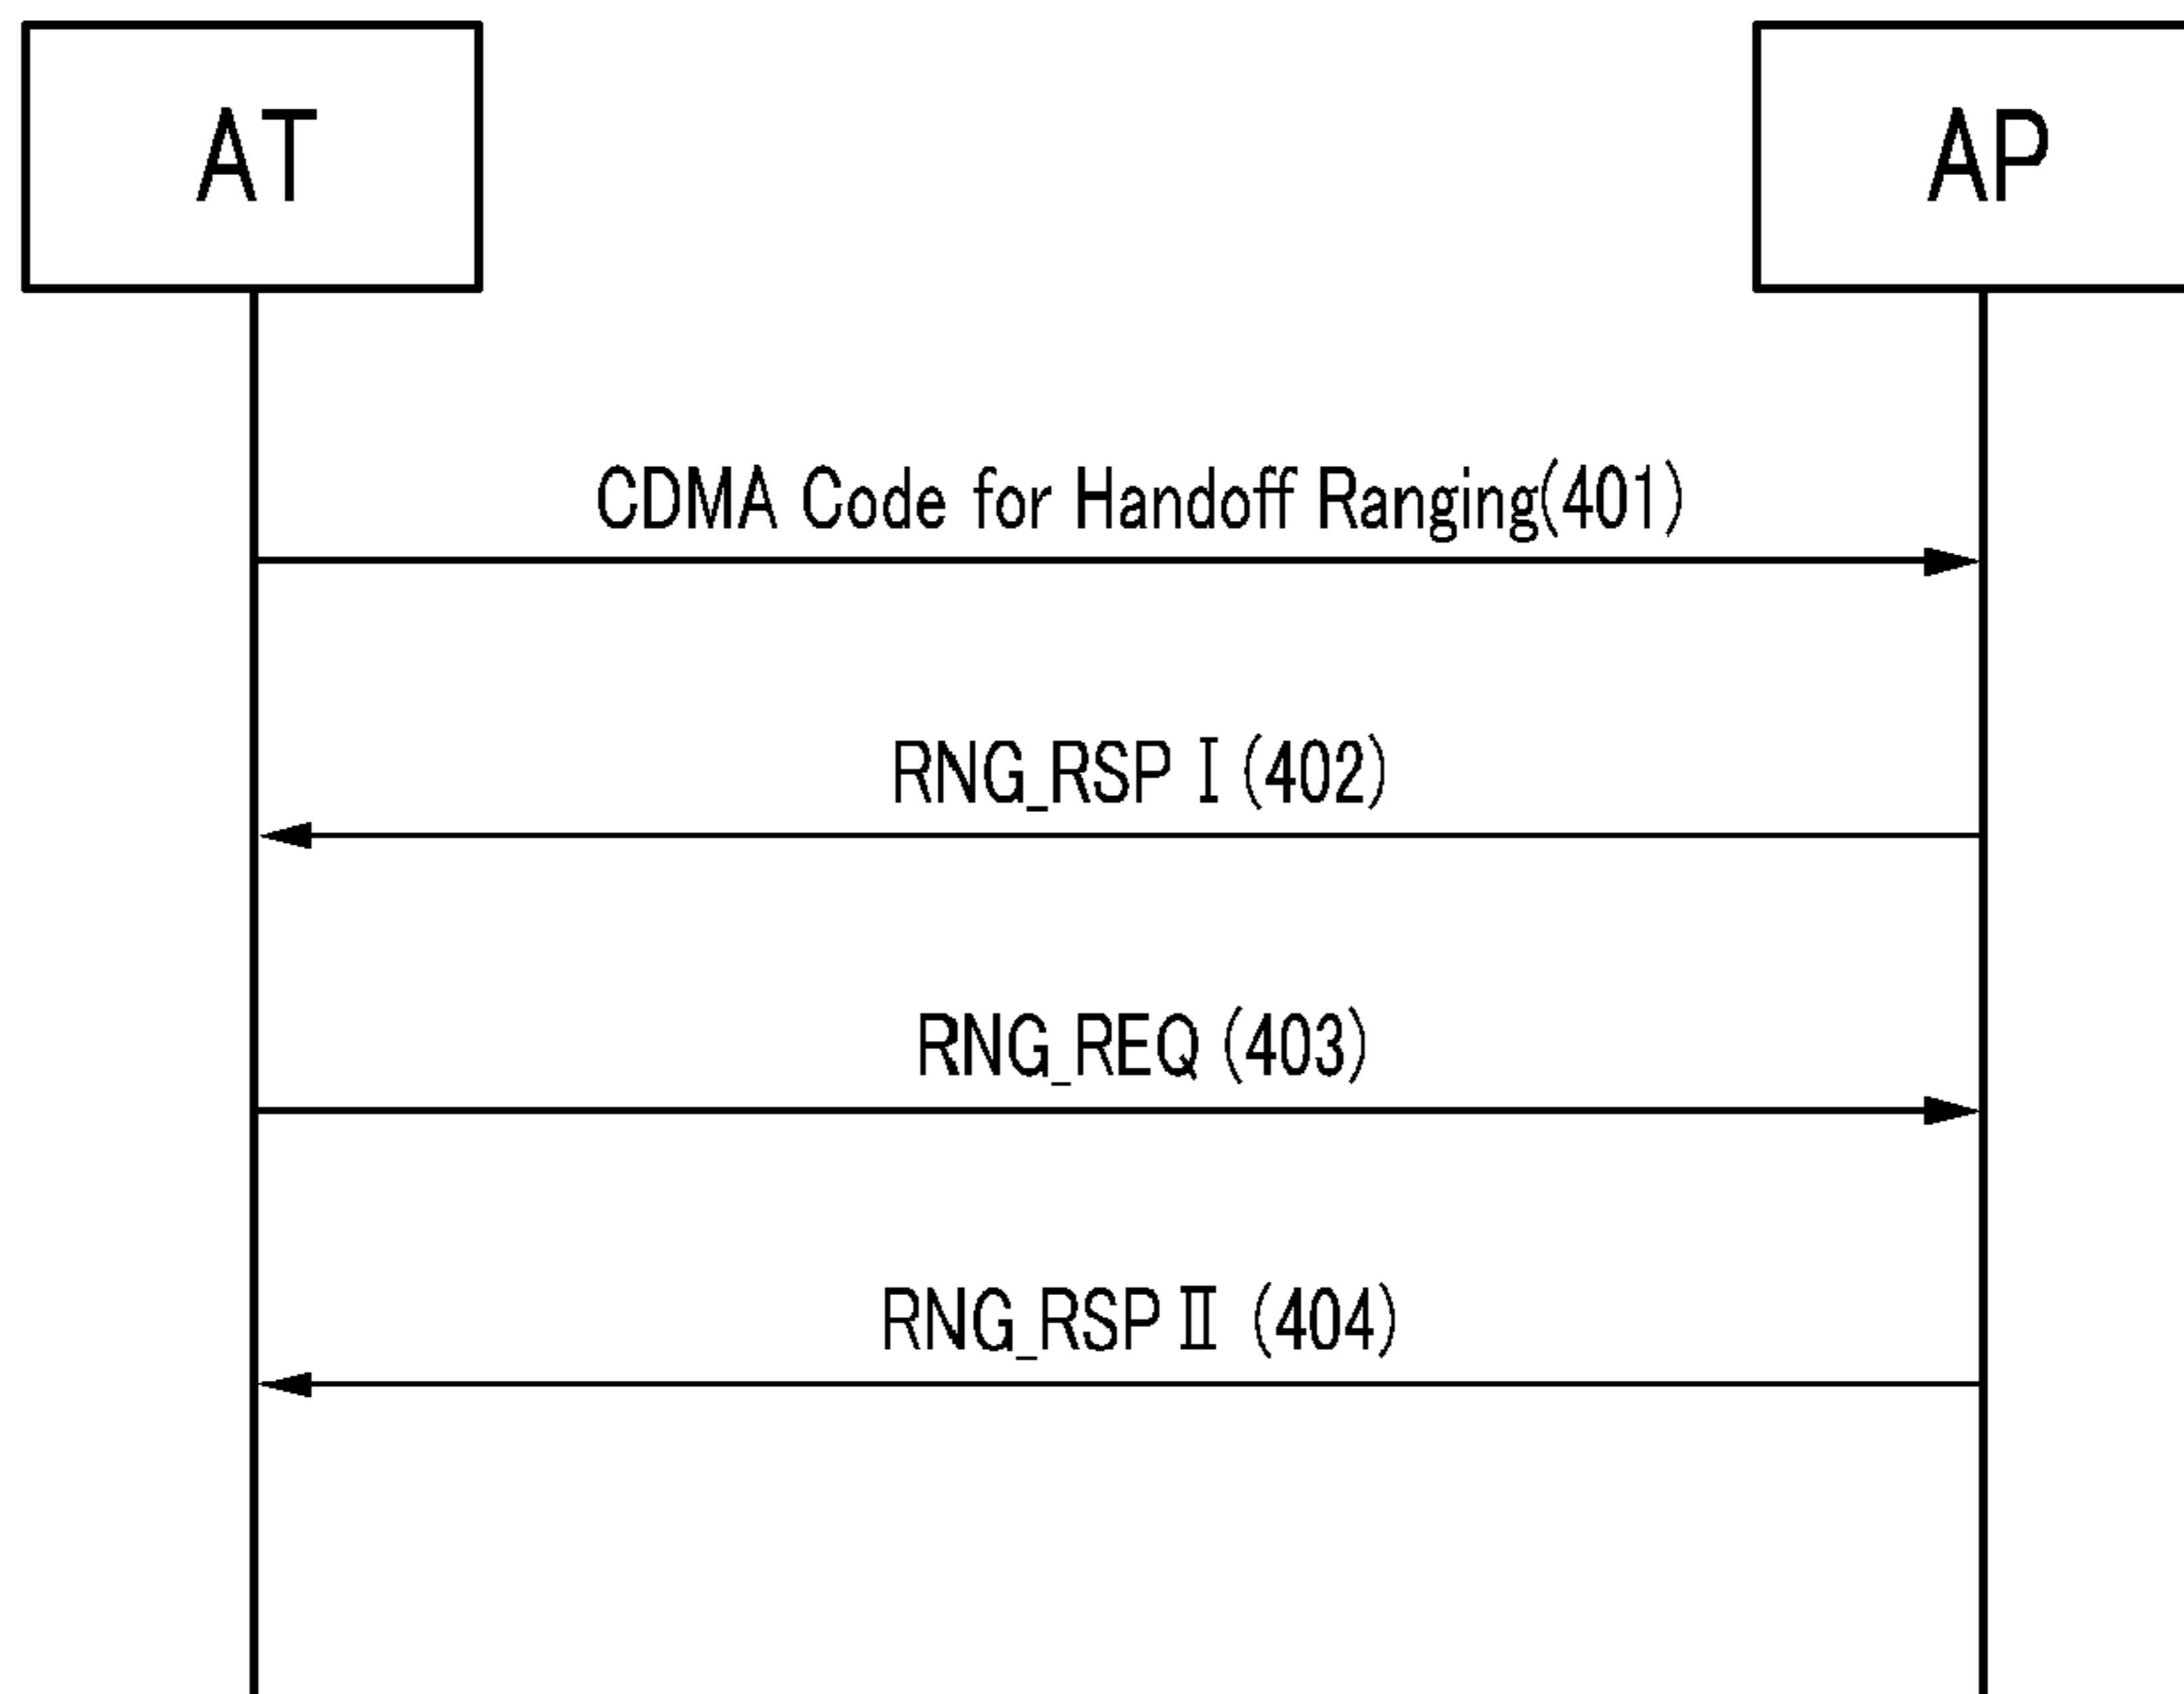 AT
AP
CDMA Code for Handoff Ranging(401)
RNG_RSP Ⅰ (402)
RNG_REQ (403)
RNG_RSP Ⅱ (404)